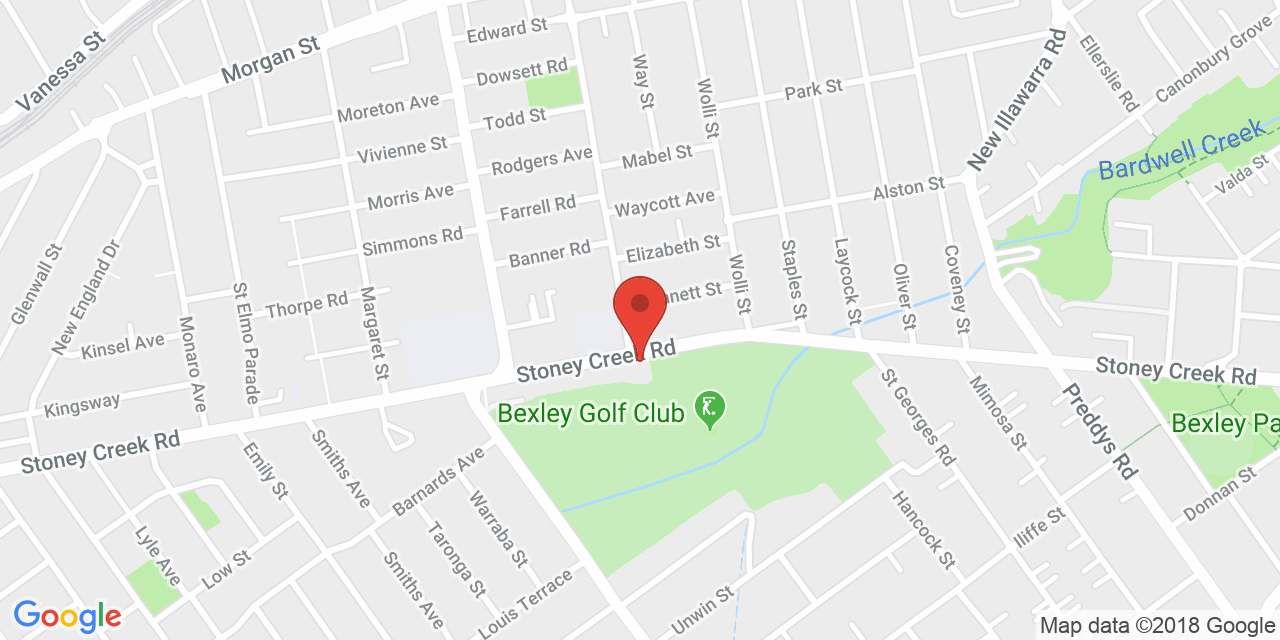 Vanessa St
Morgan St
Edward St
Dowsett Rd
Moreton Ave
Todd St
Vivienne St
Rodgers Ave
Morris Ave
Farrell Rd
Simmons Rd
Banner Rd
Way St
Wolli St
Park St
Mabel St
Waycott Ave
Alston St
Elizabeth St
nett St
New Illawarra Rd
Ellerslie Rd
Canonbury Grove
Bardwell Creek
Valda St
Glenwall St
New England Dr
St Elmo Parade
Thorpe Rd
Margaret St
Monaro Ave
Kinsel Ave
Kingsway
Wolli St
Staples St
Laycock St
Oliver St
Coveney St
Stoney Creek Rd
Stoney Creek Rd
Stoney Creek Rd
Bexley Golf Club
St Georges Rd
Mimosa St
Preddys Rd
Bexley Pa
Donnan St
Emily St
Smiths Ave
Barnards Ave
Warraba St
Taronga St
Smiths Ave
Lyle Ave
Low St
Louis Terrace
Unwin St
Hancock St
Iliffe St
Google
Map data ©2018 Google